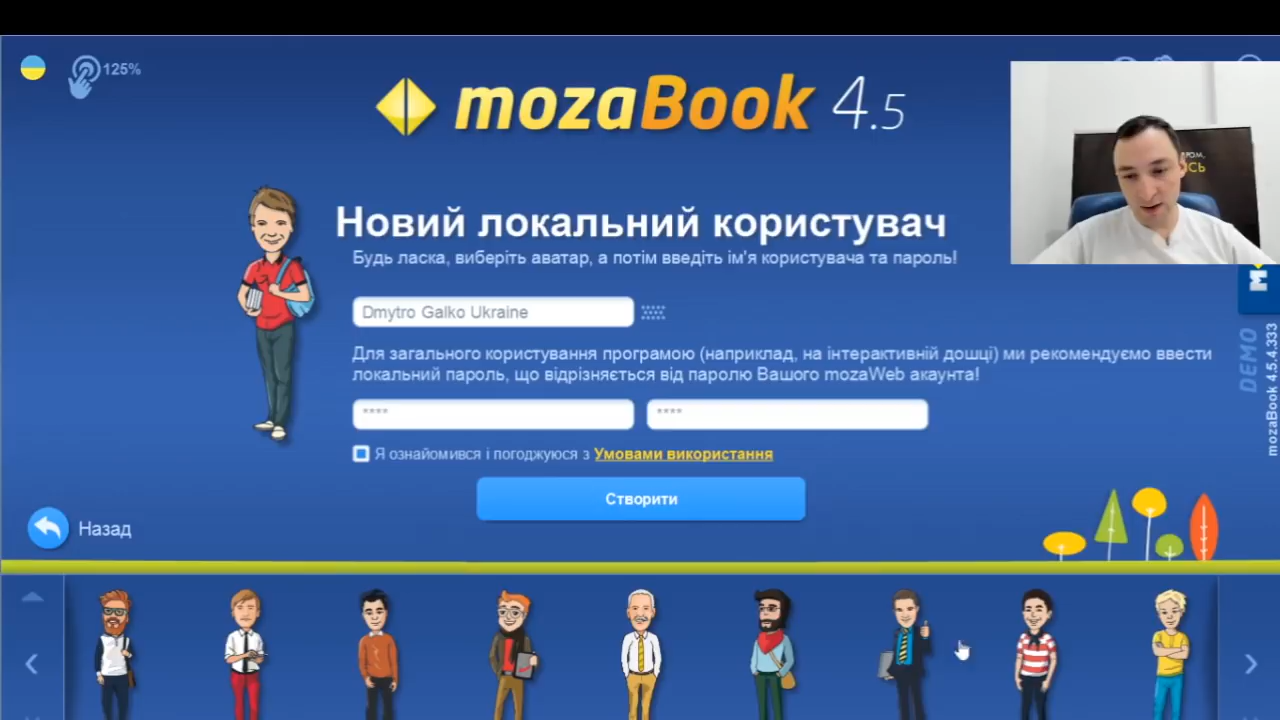 125%
mozaBook 4.5
Новий локальний користувач
Будь ласка, виберіть аватар, а потім введіть ім'я користувача та пароль!
Dmytro Galko Ukraine
Для загального користування програмою (наприклад, на інтерактивній дошці) ми рекомендуємо ввести
локальний пароль, що відрізняється від паролю Вашого mozaWeb акаунта!
**** ****
Я ознайомився і погоджуюся з Умовами використання
Створити
Назад
DEMO
mozaBook 4.5.4.333